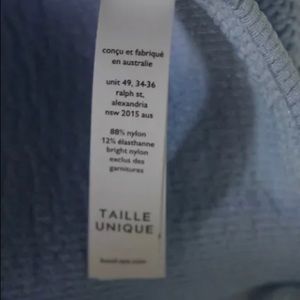 conçu et fabriqué
en australie
unit 49, 34-36
ralph st,
alexandria
nsw 2015 aus
88% nylon
12% élasthanne
bright nylon
exclus des
garnitures
TAILLE
UNIQUE